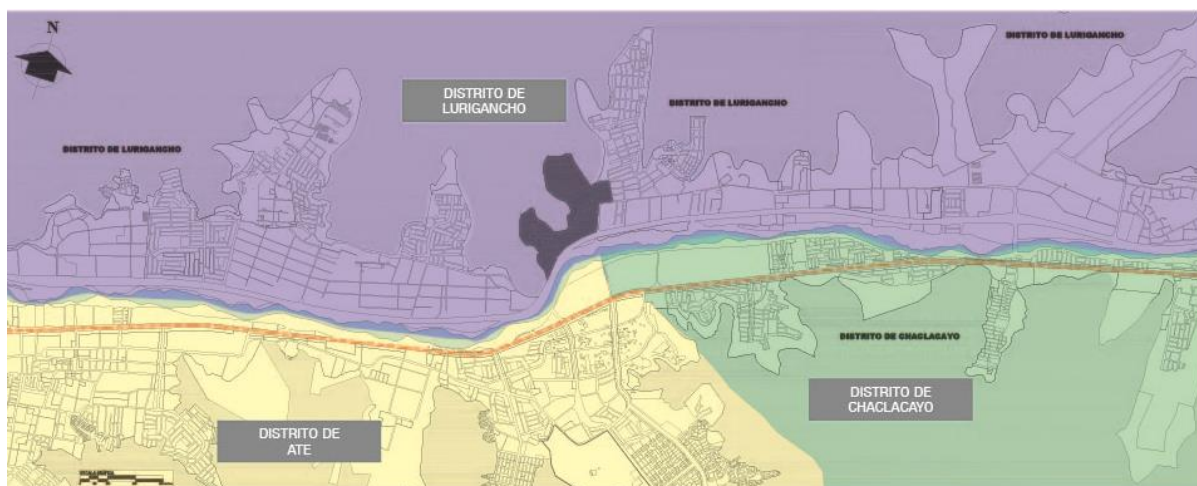 N
DISTRITO DE LURIGANCHO
DISTRITO DE
LURIGANCHO
DISTRITO DE LURIGANCHO
DISTRITO DE LURIGANCHO
DISTRITO DE CHACLACAYO
DISTRITO DE
CHACLACAYO
DISTRITO DE
ATE